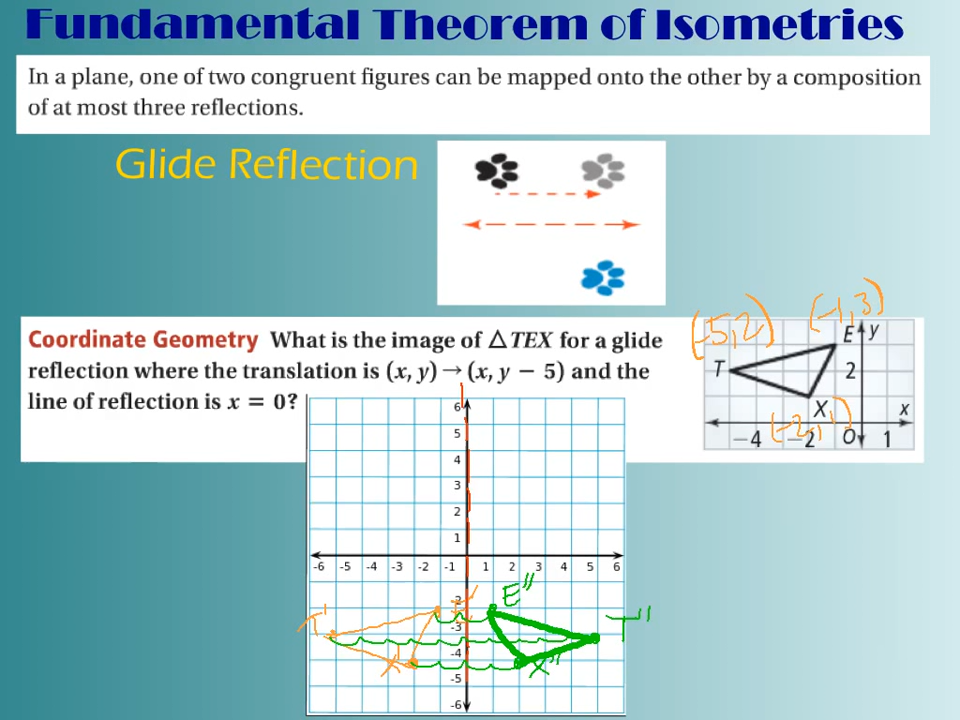 Fundamental Theorem of Isometries
In a plane, one of two congruent figures can be mapped onto the other by a composition
of at most three reflections.
Glide Reflection
Coordinate Geometry What is the image of △TEX for a glide
reflection where the translation is (x, y) → (x, y − 5) and the
line of reflection is x = 0?
(-5,2) (-1,3)
E y
T 2
X x
(-2,1)
−4 −2 O 1
6
5
4
3
2
1
-6 -5 -4 -3 -2 -1 1 2 3 4 5 6
E''
-2 E'
T' -3 T''
-4
X' X''
-5
-6